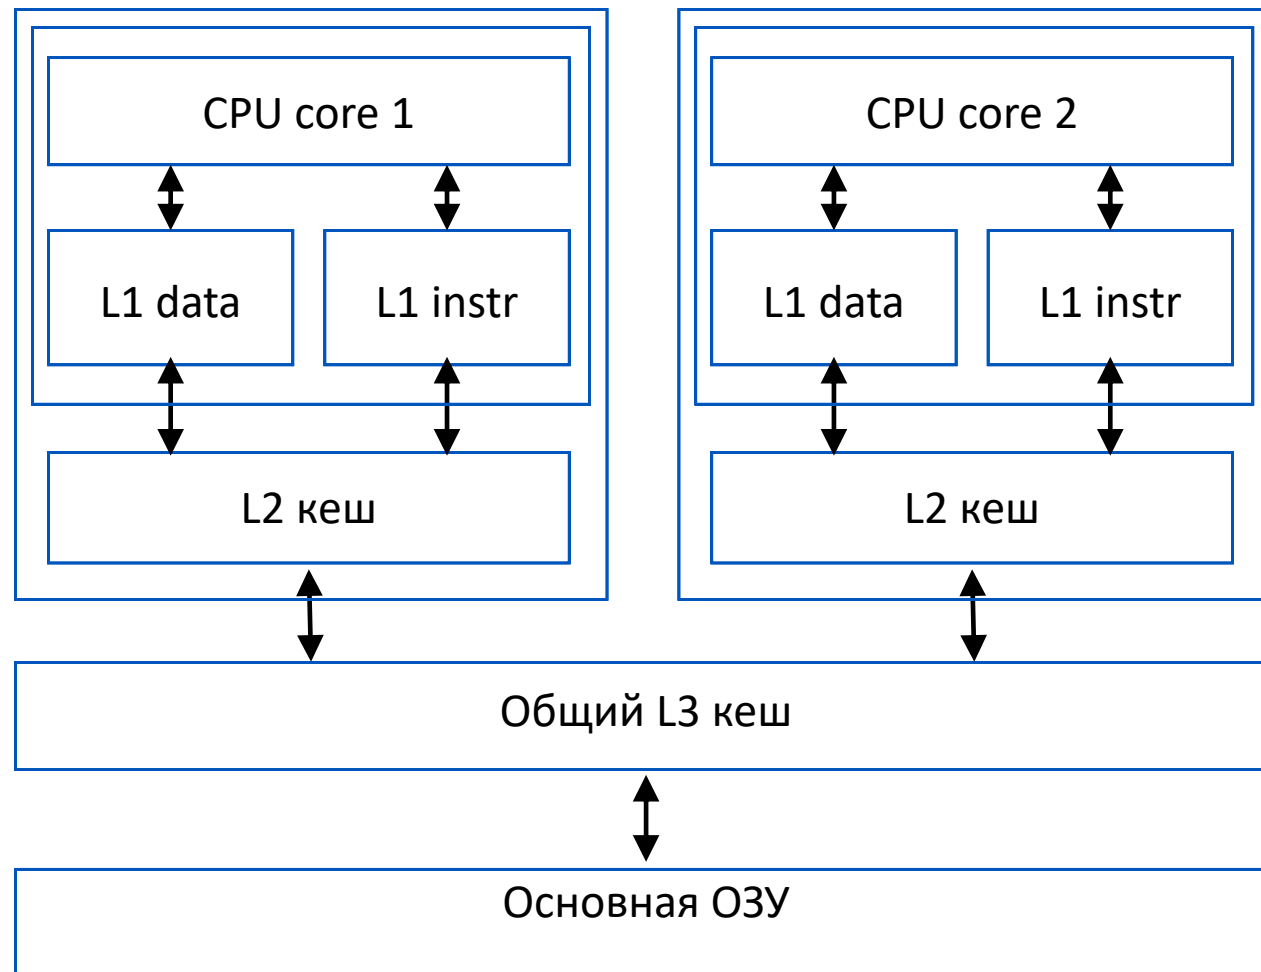 CPU core 1
CPU core 2
L1 data
L1 instr
L1 data
L1 instr
L2 кеш
L2 кеш
Общий L3 кеш
Основная ОЗУ